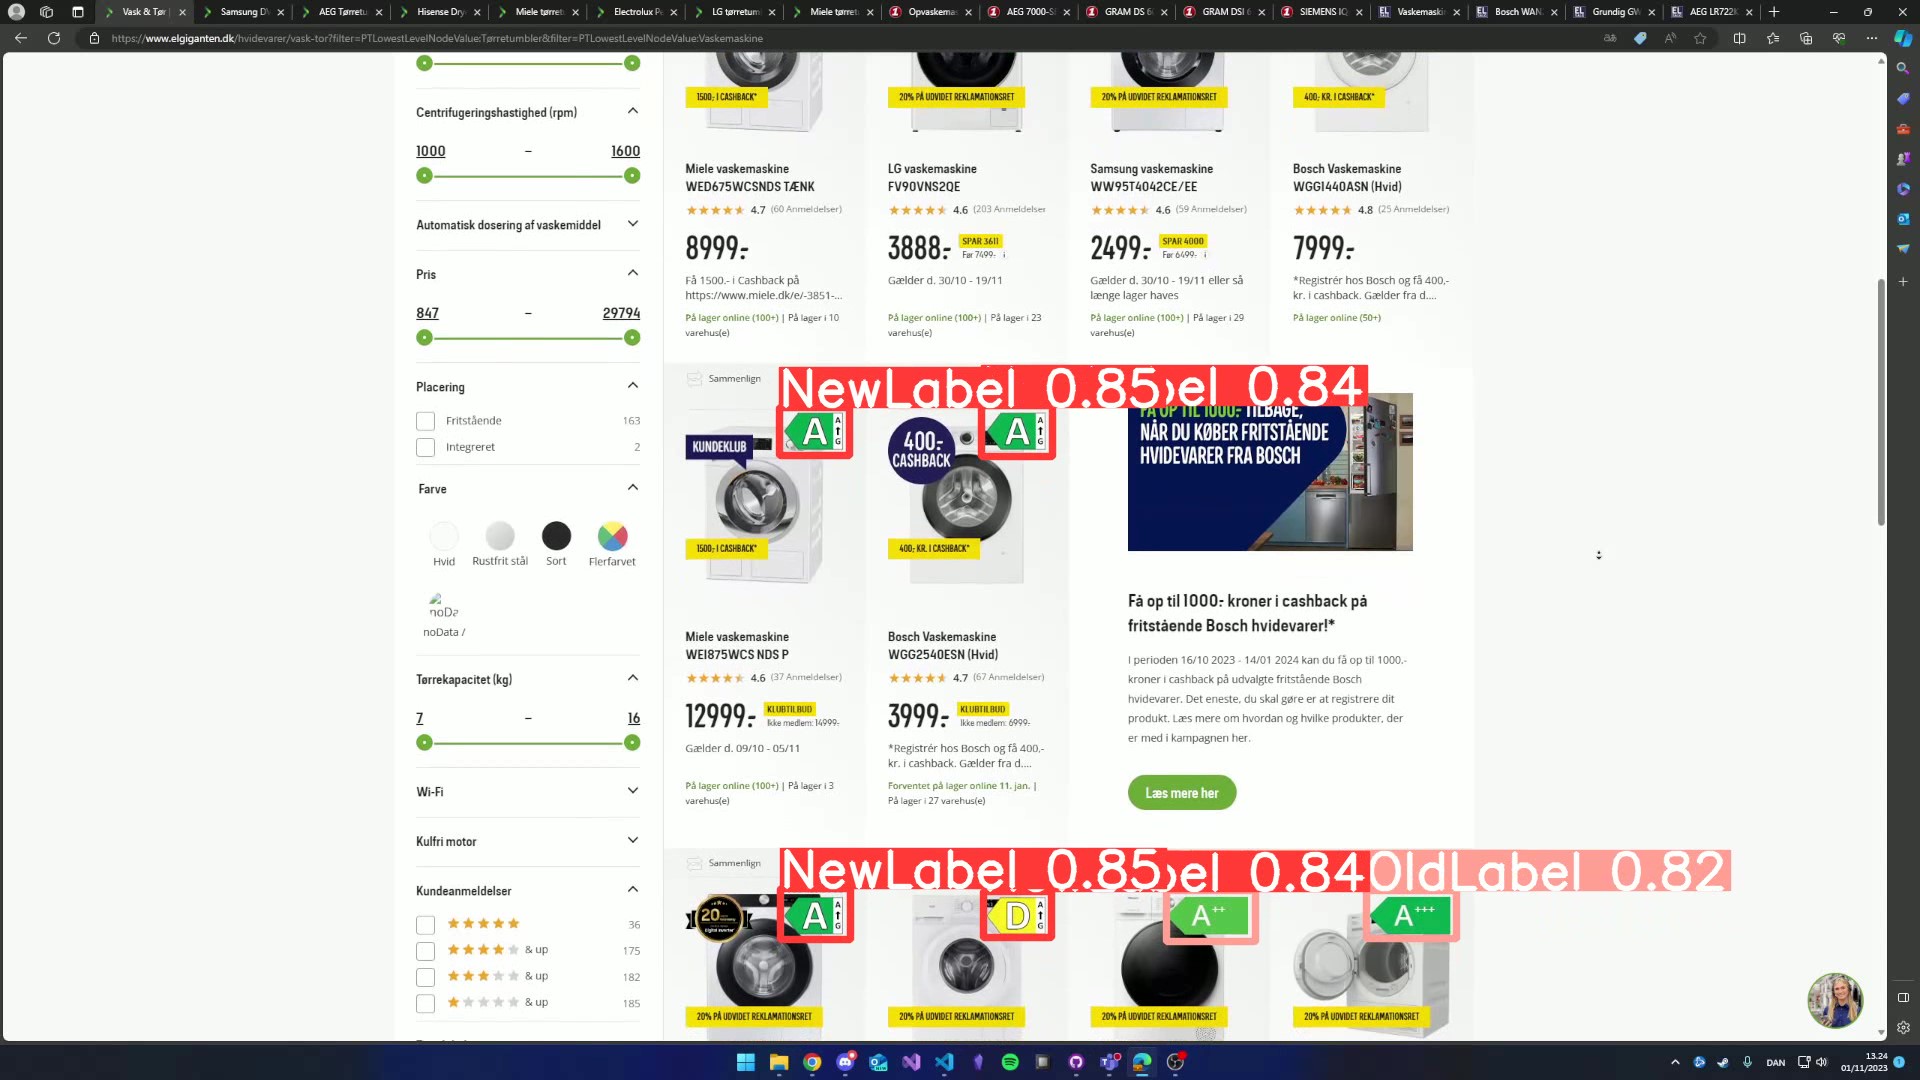 Vask & Tør |
Samsung DV
AEG Tørretu
Hisense Dry
Miele tørret
Electrolux Pe
LG tørretuml
Miele tørret
Opvaskemas
AEG 7000-SE
GRAM DS 60
GRAM DSI 6
SIEMENS IQ
Vaskemaskin
Bosch WAN
Grundig GW
AEG LR722
https://www.elgiganten.dk/hvidevarer/vask-tor?filter=PTLowestLevelNodeValue:Tørretumbler&filter=PTLowestLevelNodeValue:Vaskemaskine
Centrifugeringshastighed (rpm)
1000 – 1600
Automatisk dosering af vaskemiddel
Pris
847 – 29794
Placering
Fritstående 163
Integreret 2
Farve
Hvid
Rustfrit stål
Sort
Flerfarvet
noDa
noData /
Tørrekapacitet (kg)
7 – 16
Wi-Fi
Kulfri motor
Kundeanmeldelser
36
& up 175
& up 182
& up 185
1500,- I CASHBACK*
Miele vaskemaskine
WED675WCSNDS TÆNK
4.7 (60 Anmeldelser)
8999.-
Få 1500.- i Cashback på
https://www.miele.dk/e/-3851-...
På lager online (100+) | På lager i 10
varehus(e)
20% PÅ UDVIDET REKLAMATIONSRET
LG vaskemaskine
FV90VNS2QE
4.6 (203 Anmeldelser
3888.-
SPAR 3611
Før 7499.- i
Gælder d. 30/10 - 19/11
På lager online (100+) | På lager i 23
varehus(e)
20% PÅ UDVIDET REKLAMATIONSRET
Samsung vaskemaskine
WW95T4042CE/EE
4.6 (59 Anmeldelser)
2499.-
SPAR 4000
Før 6499.- i
Gælder d. 30/10 - 19/11 eller så
længe lager haves
På lager online (100+) | På lager i 29
varehus(e)
400,- KR. I CASHBACK*
Bosch Vaskemaskine
WGG1440ASN (Hvid)
4.8 (25 Anmeldelser)
7999.-
*Registrér hos Bosch og få 400,-
kr. i cashback. Gælder fra d....
På lager online (50+)
Sammenlign
NewLabel 0.85
bel 0.84
A
A
G
KUNDEKLUB
1500,- I CASHBACK*
Miele vaskemaskine
WEI875WCS NDS P
4.6 (37 Anmeldelser)
12999.-
KLUBTILBUD
Ikke medlem: 14999.-
Gælder d. 09/10 - 05/11
På lager online (100+) | På lager i 3
varehus(e)
A
A
G
400.-
CASHBACK
400,- KR. I CASHBACK*
Bosch Vaskemaskine
WGG2540ESN (Hvid)
4.7 (67 Anmeldelser)
3999.-
KLUBTILBUD
Ikke medlem: 6999.-
*Registrér hos Bosch og få 400,-
kr. i cashback. Gælder fra d....
Forventet på lager online 11. jan. |
På lager i 27 varehus(e)
FÅ OP TIL 1000.- TILBAGE,
NÅR DU KØBER FRITSTÅENDE
HVIDEVARER FRA BOSCH
Få op til 1000.- kroner i cashback på
fritstående Bosch hvidevarer!*
I perioden 16/10 2023 - 14/01 2024 kan du få op til 1000.-
kroner i cashback på udvalgte fritstående Bosch
hvidevarer. Det eneste, du skal gøre er at registrere dit
produkt. Læs mere om hvordan og hvilke produkter, der
er med i kampagnen her.
Læs mere her
Sammenlign
NewLabel 0.85
bel 0.84
OldLabel 0.82
20
A
A
G
20% PÅ UDVIDET REKLAMATIONSRET
D
A
G
20% PÅ UDVIDET REKLAMATIONSRET
A++
20% PÅ UDVIDET REKLAMATIONSRET
A+++
20% PÅ UDVIDET REKLAMATIONSRET
DAN
13.24
01/11/2023